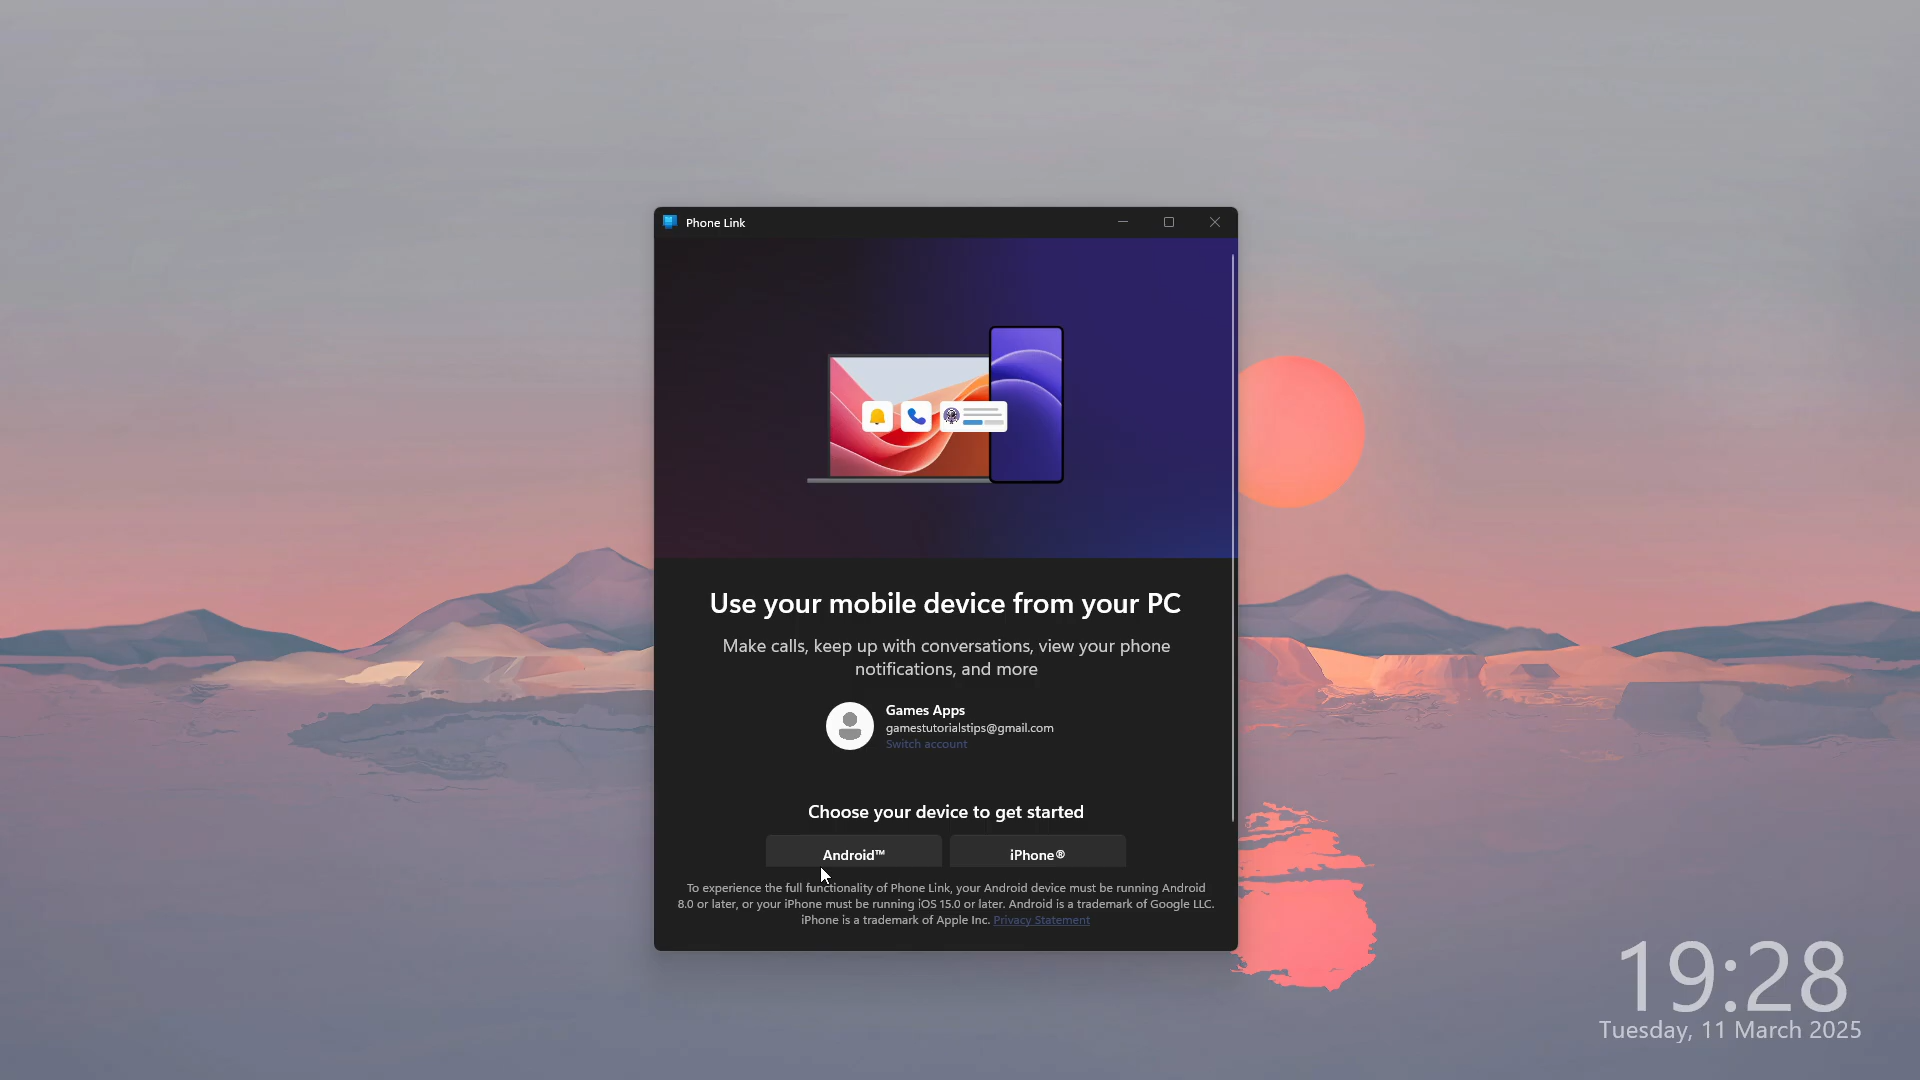 Phone Link
Use your mobile device from your PC
Make calls, keep up with conversations, view your phone
notifications, and more
Games Apps
gamestutorialstips@gmail.com
Switch account
Choose your device to get started
Android™
iPhone®
To experience the full functionality of Phone Link, your Android device must be running Android
8.0 or later, or your iPhone must be running iOS 15.0 or later. Android is a trademark of Google LLC.
iPhone is a trademark of Apple Inc. Privacy Statement
19:28
Tuesday, 11 March 2025